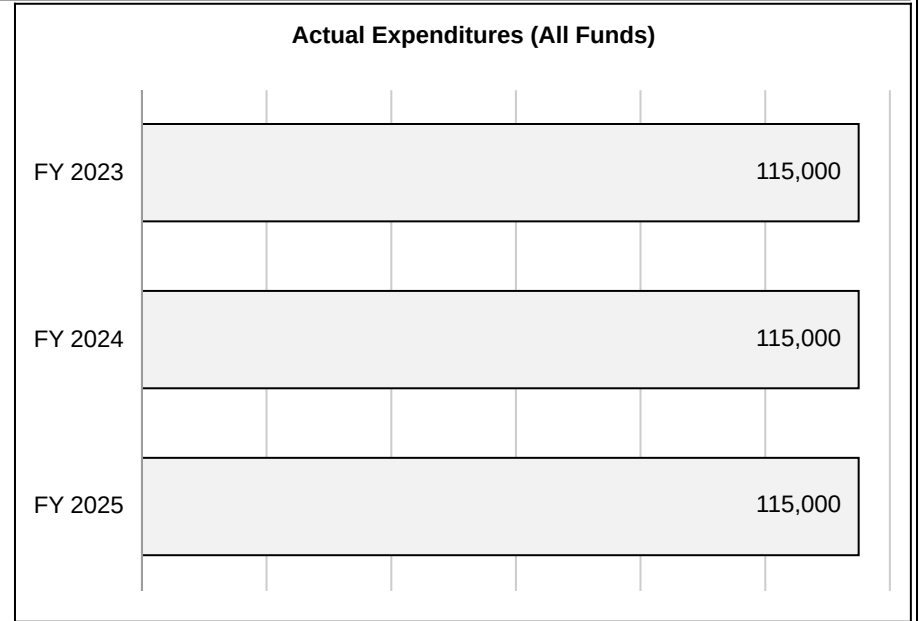 Actual Expenditures (All Funds)
FY 2023
115,000
FY 2024
115,000
FY 2025
115,000